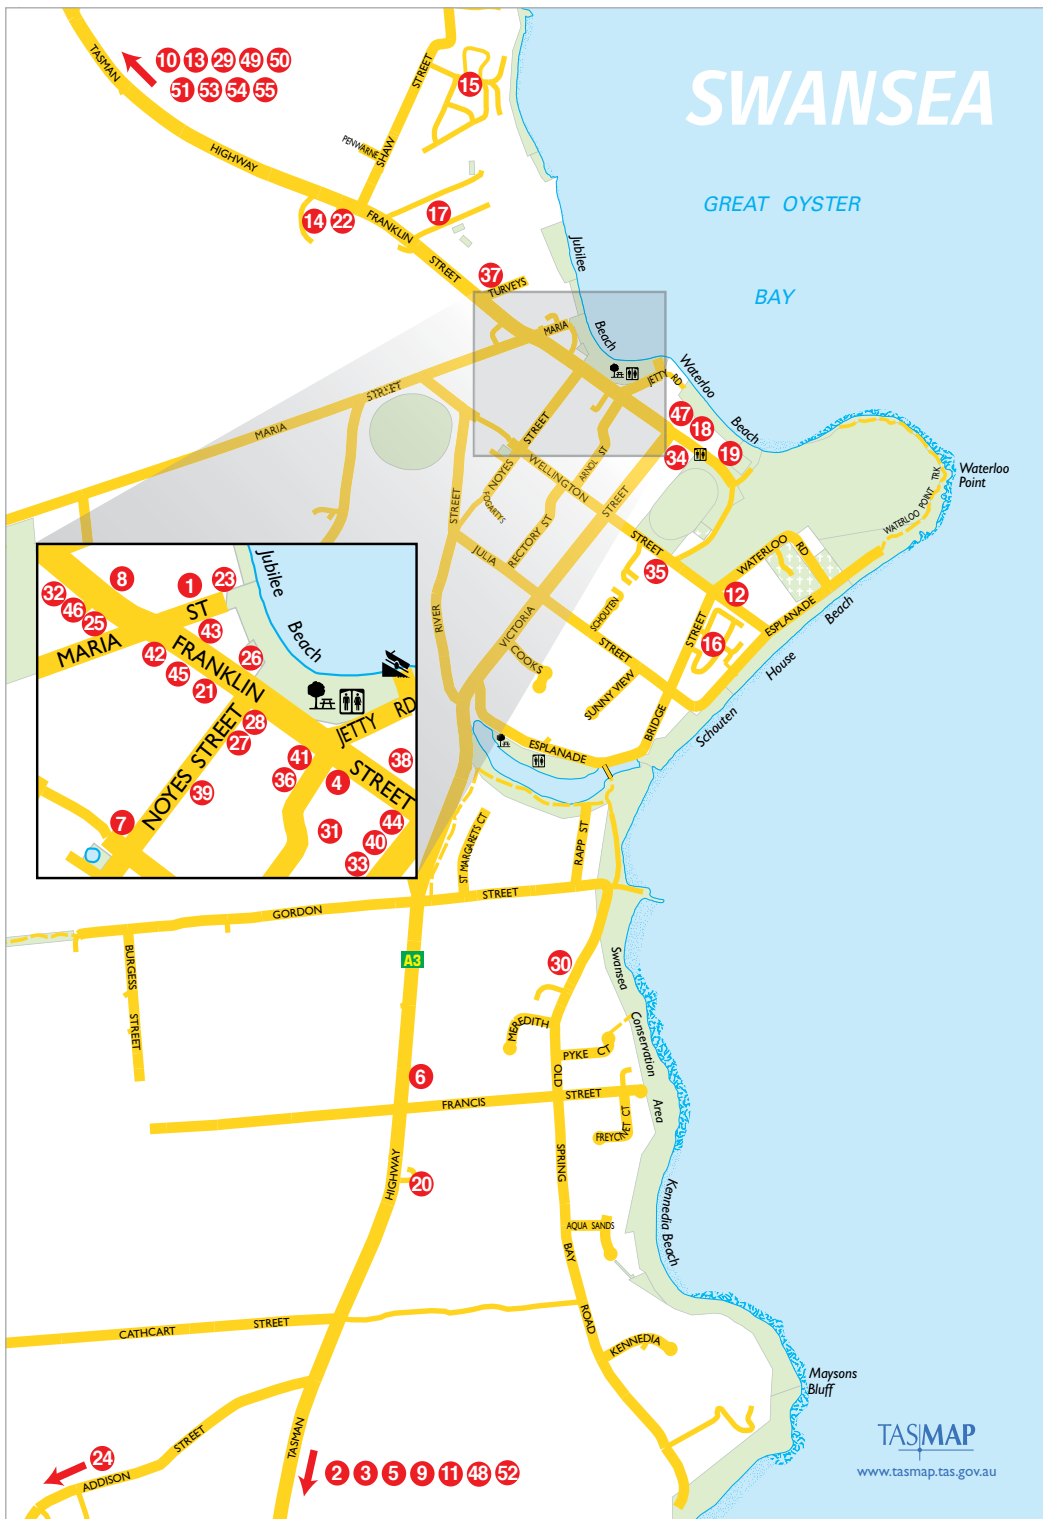 SWANSEA
GREAT OYSTER
BAY
TASMAN
HIGHWAY
10 13 29 49 50
51 53 54 55
STREET
SHAW
PENWARNE
15
14 22
FRANKLIN
STREET
17
37
TURVEYS
Jubilee
Beach
MARIA
JETTY RD
Waterloo
Beach
47
18
34
19
Waterloo
Point
WATERLOO POINT TRK
MARIA
STREET
NOYES
STREET
FOGARTYS
ARNOL ST
WELLINGTON
STREET
STREET
RECTORY ST
JULIA
STREET
RIVER
STREET
VICTORIA
35
SCHOUTEN
WATERLOO
RD
12
16
STREET
BRIDGE
ESPLANADE
Schouten
House
Beach
COOKS
SUNNY VIEW
ESPLANADE
8
1
23
32
46
25
MARIA
ST
43
Jubilee
Beach
42
45
21
26
FRANKLIN
STREET
JETTY RD
NOYES STREET
28
27
39
41
36
4
38
7
31
44
40
33
ST MARGARETS CT
RAPP ST
GORDON
STREET
BURGESS
STREET
A3
30
Swansea
Conservation
Area
MEREDITH
PYKE CT
6
FRANCIS
STREET
OLD
SPRING
BAY
ROAD
HIGHWAY
20
AQUA SANDS
Kennedia Beach
CATHCART
STREET
KENNEDIA
Maysons
Bluff
24
ADDISON
STREET
TASMAN
2 3 5 9 11 48 52
TASMAP
www.tasmap.tas.gov.au